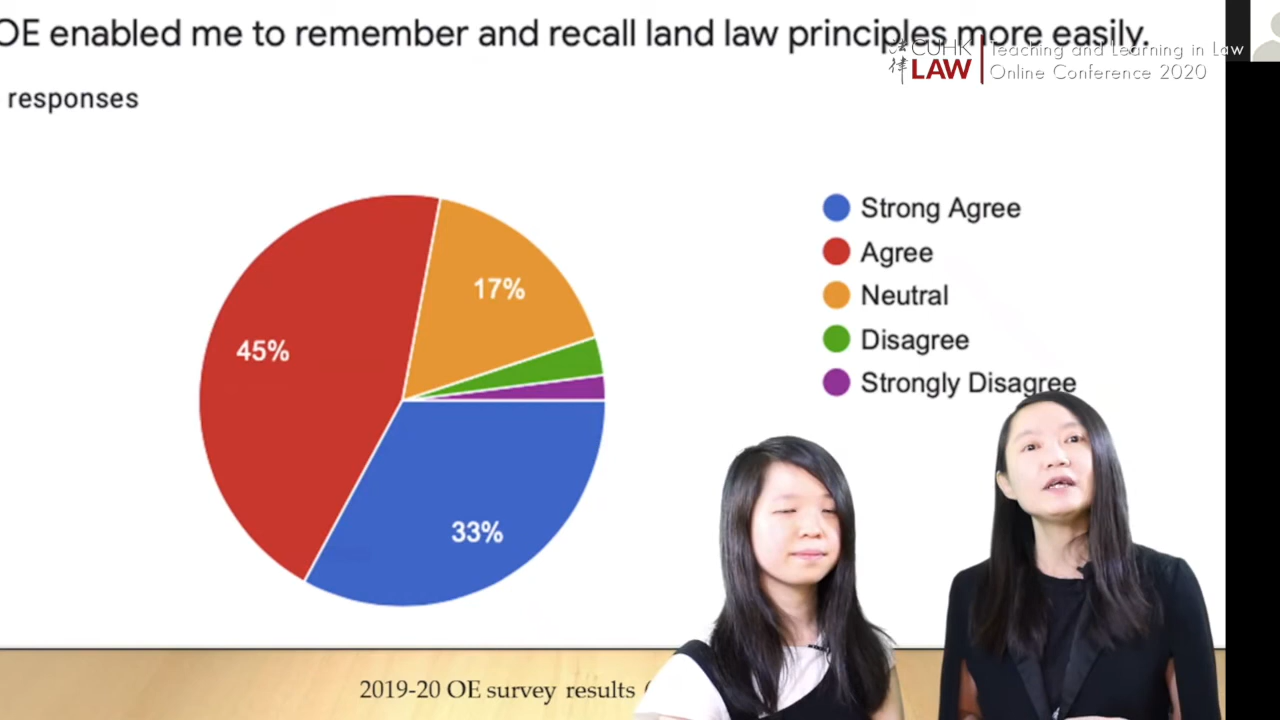 OE enabled me to remember and recall land law principles more easily.
法律 CUHK LAW
Teaching and Learning in Law
Online Conference 2020
responses
Strong Agree
Agree
Neutral
Disagree
Strongly Disagree
17%
45%
33%
2019-20 OE survey results (